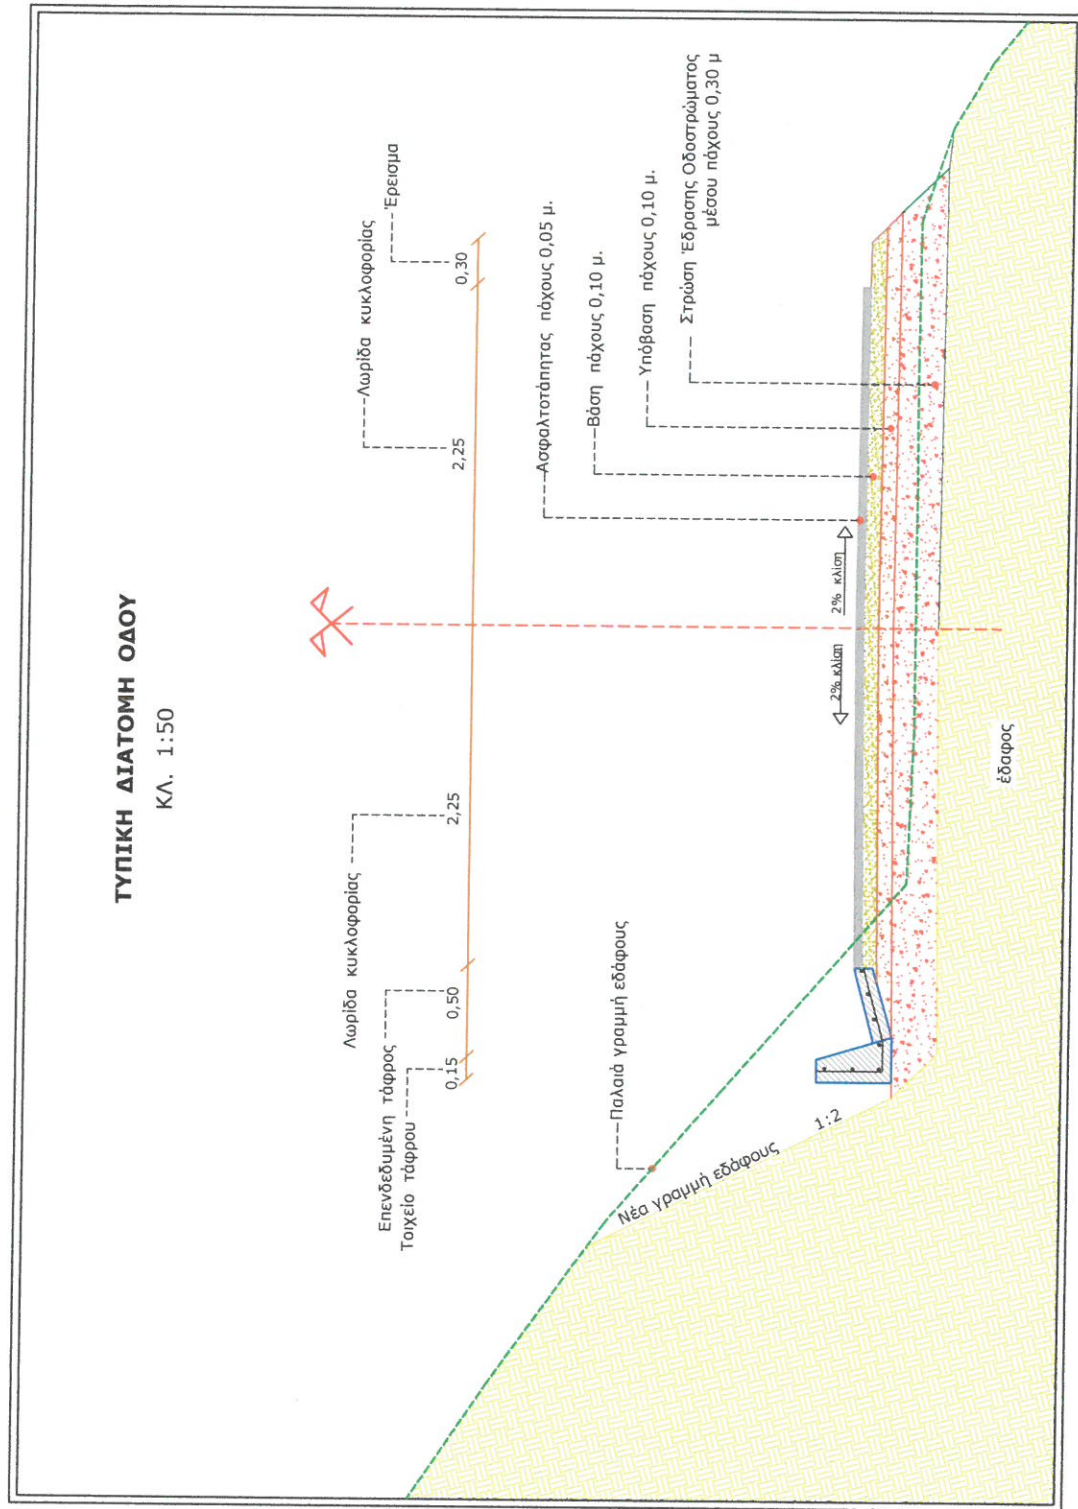 ΤΥΠΙΚΗ ΔΙΑΤΟΜΗ ΟΔΟΥ
ΚΛ. 1:50
Επενδεδυμένη τάφρος
Τοιχείο τάφρου
Λωρίδα κυκλοφορίας
Λωρίδα κυκλοφορίας
Έρεισμα
0,15
0,50
2,25
2,25
0,30
Ασφαλτοτάπητας πάχους 0,05 μ.
Βάση πάχους 0,10 μ.
Υπόβαση πάχους 0,10 μ.
Στρώση Έδρασης Οδοστρώματος
μέσου πάχους 0,30 μ
Παλαιά γραμμή εδάφους
Νέα γραμμή εδάφους
1:2
2% κλίση
2% κλίση
έδαφος